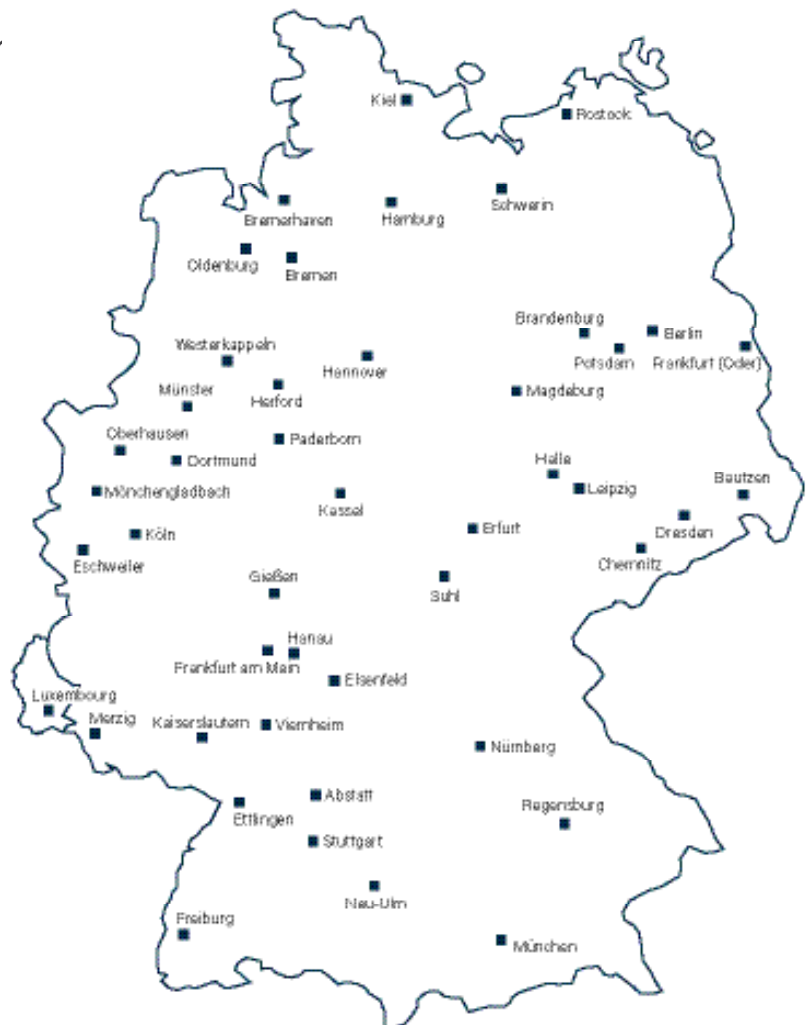 Kiel
Rostock
Schwerin
Bremerhaven
Hamburg
Oldenburg
Bremen
Brandenburg
Berlin
Westerkappeln
Hannover
Potsdam
Frankfurt (Oder)
Münster
Herford
Magdeburg
Oberhausen
Paderborn
Dortmund
Halle
Mönchengladbach
Leipzig
Bautzen
Kassel
Köln
Erfurt
Dresden
Eschweiler
Chemnitz
Gießen
Suhl
Hanau
Frankfurt am Main
Elsenfeld
Luxembourg
Merzig
Kaiserslautern
Viernheim
Nürnberg
Abstatt
Ettlingen
Regensburg
Stuttgart
Neu-Ulm
Freiburg
München